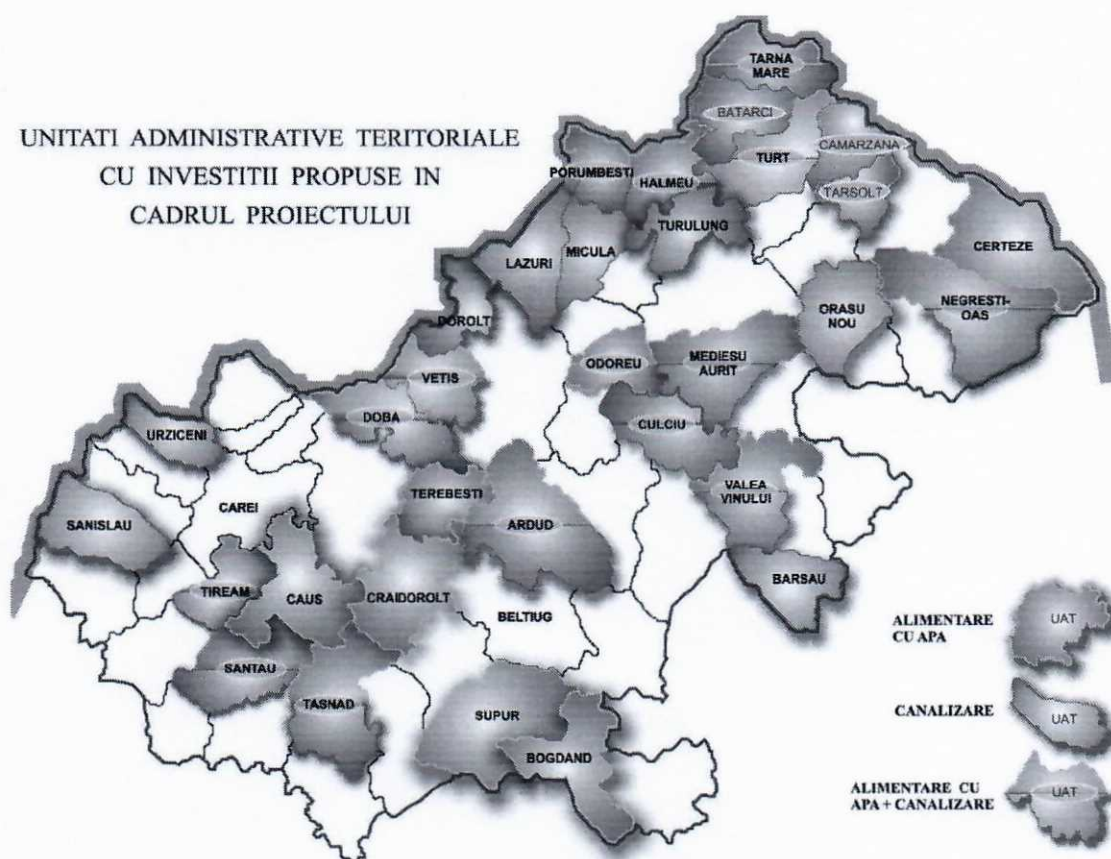 UNITATI ADMINISTRATIVE TERITORIALE
CU INVESTITII PROPUSE IN
CADRUL PROIECTULUI
TARNA
MARE
BATARCI
TURT
CAMARZANA
TARSOLT
PORUMBESTI
HALMEU
TURULUNG
LAZURI
MICULA
CERTEZE
NEGRESTI-
OAS
ORASU
NOU
DOROLT
ODOREU
MEDIESU
AURIT
VETIS
DOBA
CULCIU
URZICENI
VALEA
VINULUI
TEREBESTI
ARDUD
CAREI
SANISLAU
BARSAU
TIREAM
CAUS
CRAIDOROLT
BELTIUG
SANTAU
TASNAD
SUPUR
BOGDAND
ALIMENTARE
CU APA
UAT
CANALIZARE
UAT
ALIMENTARE CU
APA + CANALIZARE
UAT